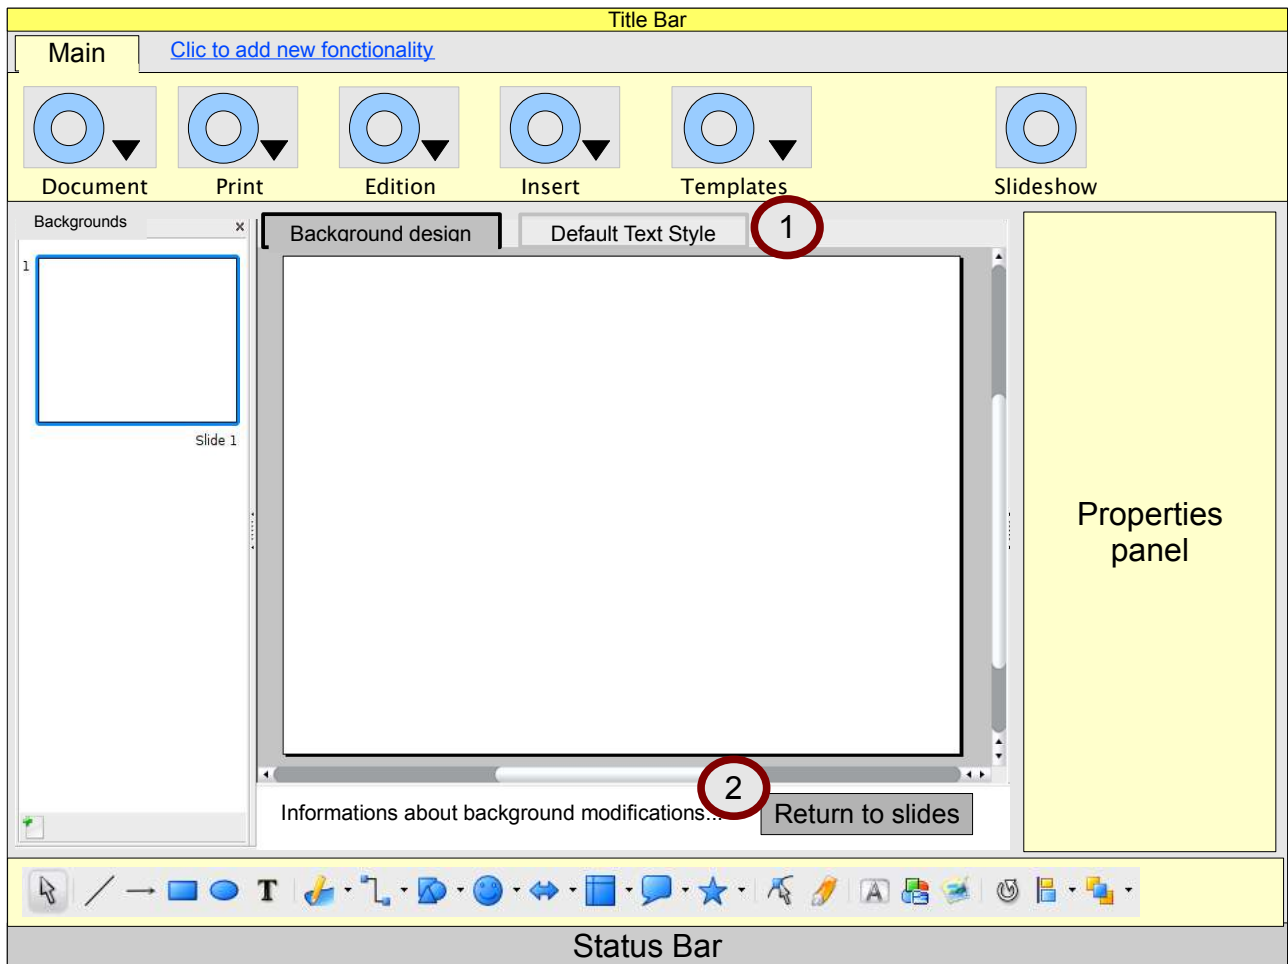 Title Bar
Main
Clic to add new fonctionality
Document
Print
Edition
Insert
Templates
Slideshow
Backgrounds
x
Background design
Default Text Style
1
1
Slide 1
Properties
panel
2
Informations about background modifications...
Return to slides
T
A
Status Bar